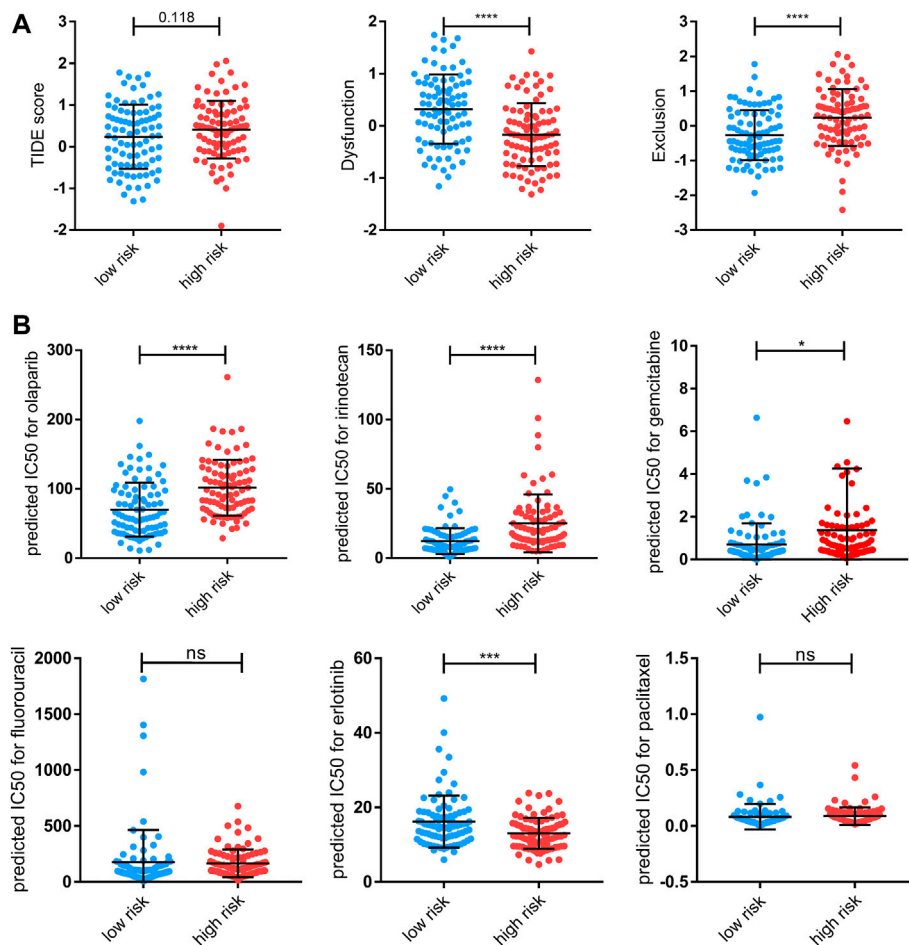 A
0.118
****
****
TIDE score
3
2
1
0
-1
-2
low risk
high risk
Dysfunction
2
1
0
-1
-2
low risk
high risk
Exclusion
3
2
1
0
-1
-2
-3
low risk
high risk
B
****
****
*
predicted IC50 for olaparib
300
200
100
0
low risk
high risk
predicted IC50 for irinotecan
150
100
50
0
low risk
high risk
predicted IC50 for gemcitabine
10
8
6
4
2
0
low risk
High risk
ns
***
ns
predicted IC50 for fluorouracil
2000
1500
1000
500
0
low risk
high risk
predicted IC50 for erlotinib
60
40
20
0
low risk
high risk
predicted IC50 for paclitaxel
1.5
1.0
0.5
0.0
-0.5
low risk
high risk